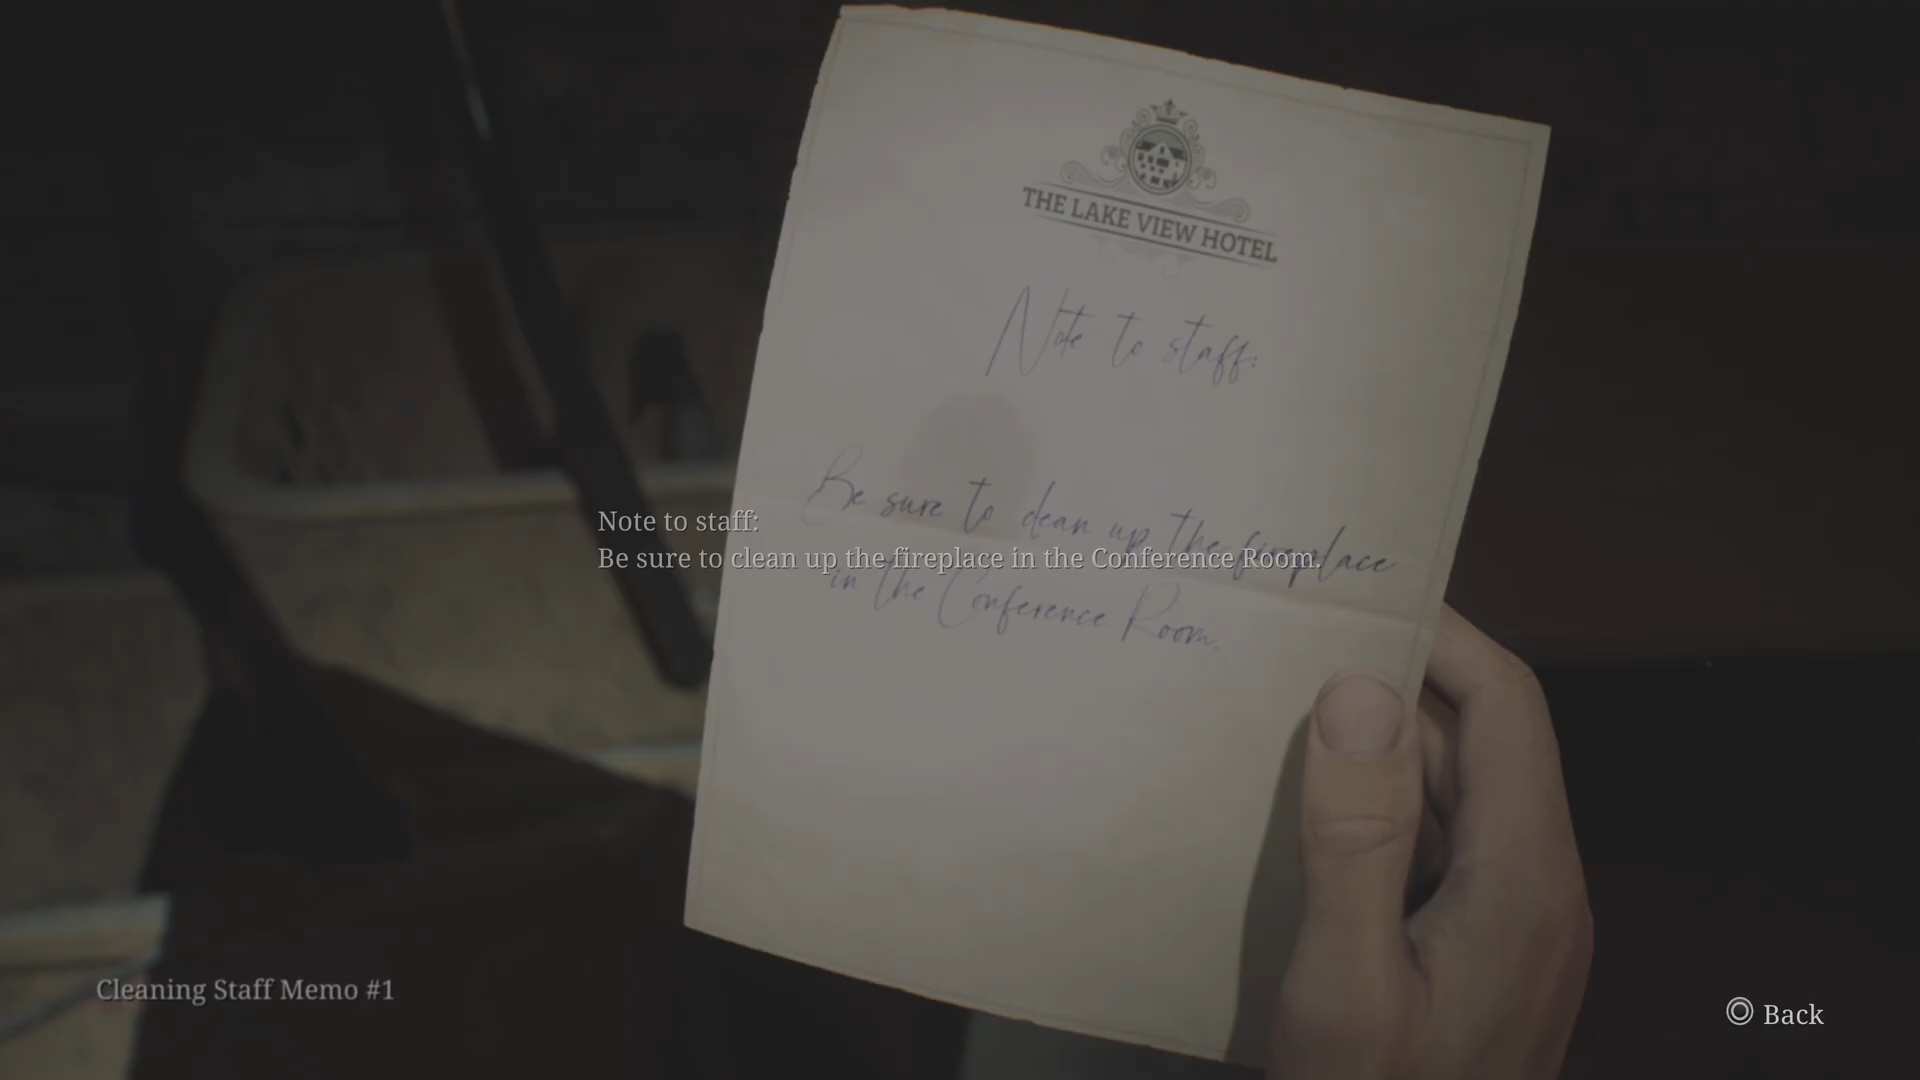 THE LAKE VIEW HOTEL
Note to staff:
Be sure to clean up the fireplace
in the Conference Room.
Note to staff:
Be sure to clean up the fireplace in the Conference Room.
Cleaning Staff Memo #1
Back